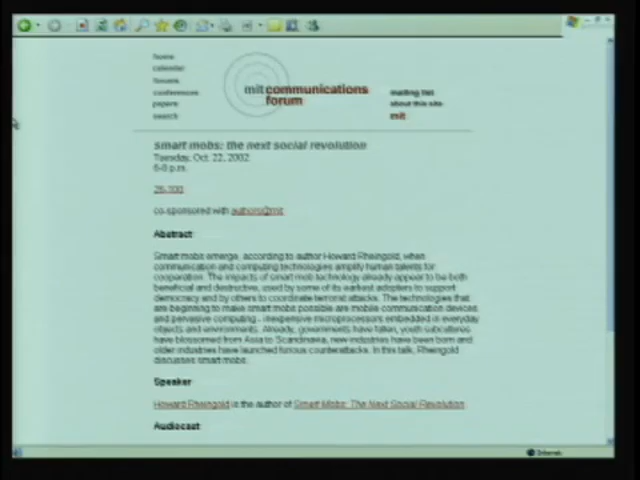 home
calendar
forums
conferences
papers
search
mit communications
forum
mailing list
about this site
mit
smart mobs: the next social revolution
Tuesday, Oct. 22, 2002
5-6 p.m.
26-100
co-sponsored with authors@mit
Abstract
Smart mobs emerge, according to author Howard Rheingold, when
communication and computing technologies amplify human talents for
cooperation. The impacts of smart mob technology already appear to be both
beneficial and destructive, used by some of its earliest adopters to support
democracy and by others to coordinate terrorist attacks. The technologies that
are beginning to make smart mobs possible are mobile communication devices
and pervasive computing - inexpensive microprocessors embedded in everyday
objects and environments. Already, governments have fallen, youth subcultures
have blossomed from Asia to Scandinavia, new industries have been born and
older industries have launched furious counterattacks. In this talk, Rheingold
discusses smart mobs.
Speaker
Howard Rheingold is the author of Smart Mobs: The Next Social Revolution
Audiocast
Internet